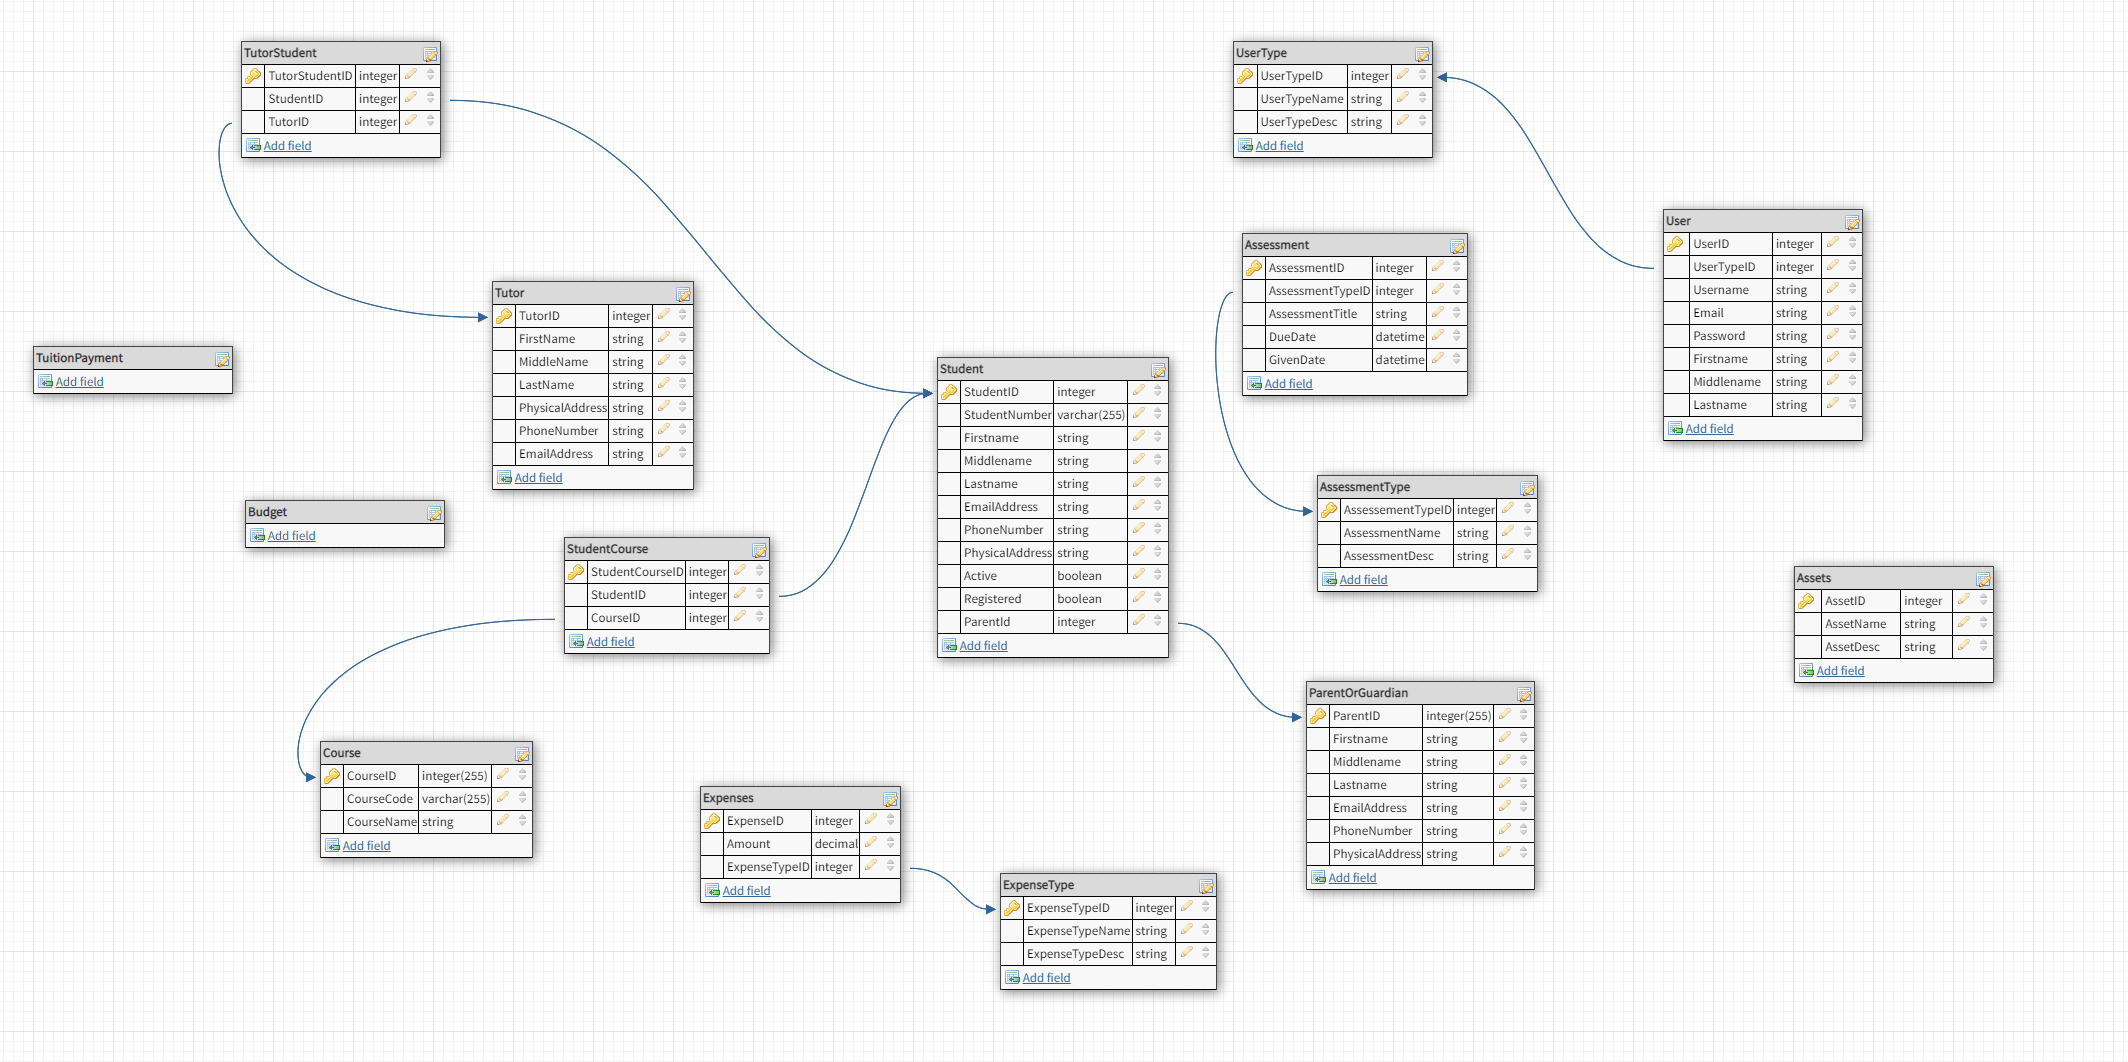 TutorStudent
TutorStudentID integer
StudentID integer
TutorID integer
Add field
UserType
UserTypeID integer
UserTypeName string
UserTypeDesc string
Add field
User
UserID integer
UserTypeID integer
Username string
Email string
Password string
Firstname string
Middlename string
Lastname string
Add field
Assessment
AssessmentID integer
AssessmentTypeID integer
AssessmentTitle string
DueDate datetime
GivenDate datetime
Add field
Tutor
TutorID integer
FirstName string
MiddleName string
LastName string
PhysicalAddress string
PhoneNumber string
EmailAddress string
Add field
TuitionPayment
Add field
Student
StudentID integer
StudentNumber varchar(255)
Firstname string
Middlename string
Lastname string
EmailAddress string
PhoneNumber string
PhysicalAddress string
Active boolean
Registered boolean
ParentId integer
Add field
AssessmentType
AssessementTypeID integer
AssessmentName string
AssessmentDesc string
Add field
Budget
Add field
StudentCourse
StudentCourseID integer
StudentID integer
CourseID integer
Add field
Assets
AssetID integer
AssetName string
AssetDesc string
Add field
ParentOrGuardian
ParentID integer(255)
Firstname string
Middlename string
Lastname string
EmailAddress string
PhoneNumber string
PhysicalAddress string
Add field
Course
CourseID integer(255)
CourseCode varchar(255)
CourseName string
Add field
Expenses
ExpenseID integer
Amount decimal
ExpenseTypeID integer
Add field
ExpenseType
ExpenseTypeID integer
ExpenseTypeName string
ExpenseTypeDesc string
Add field